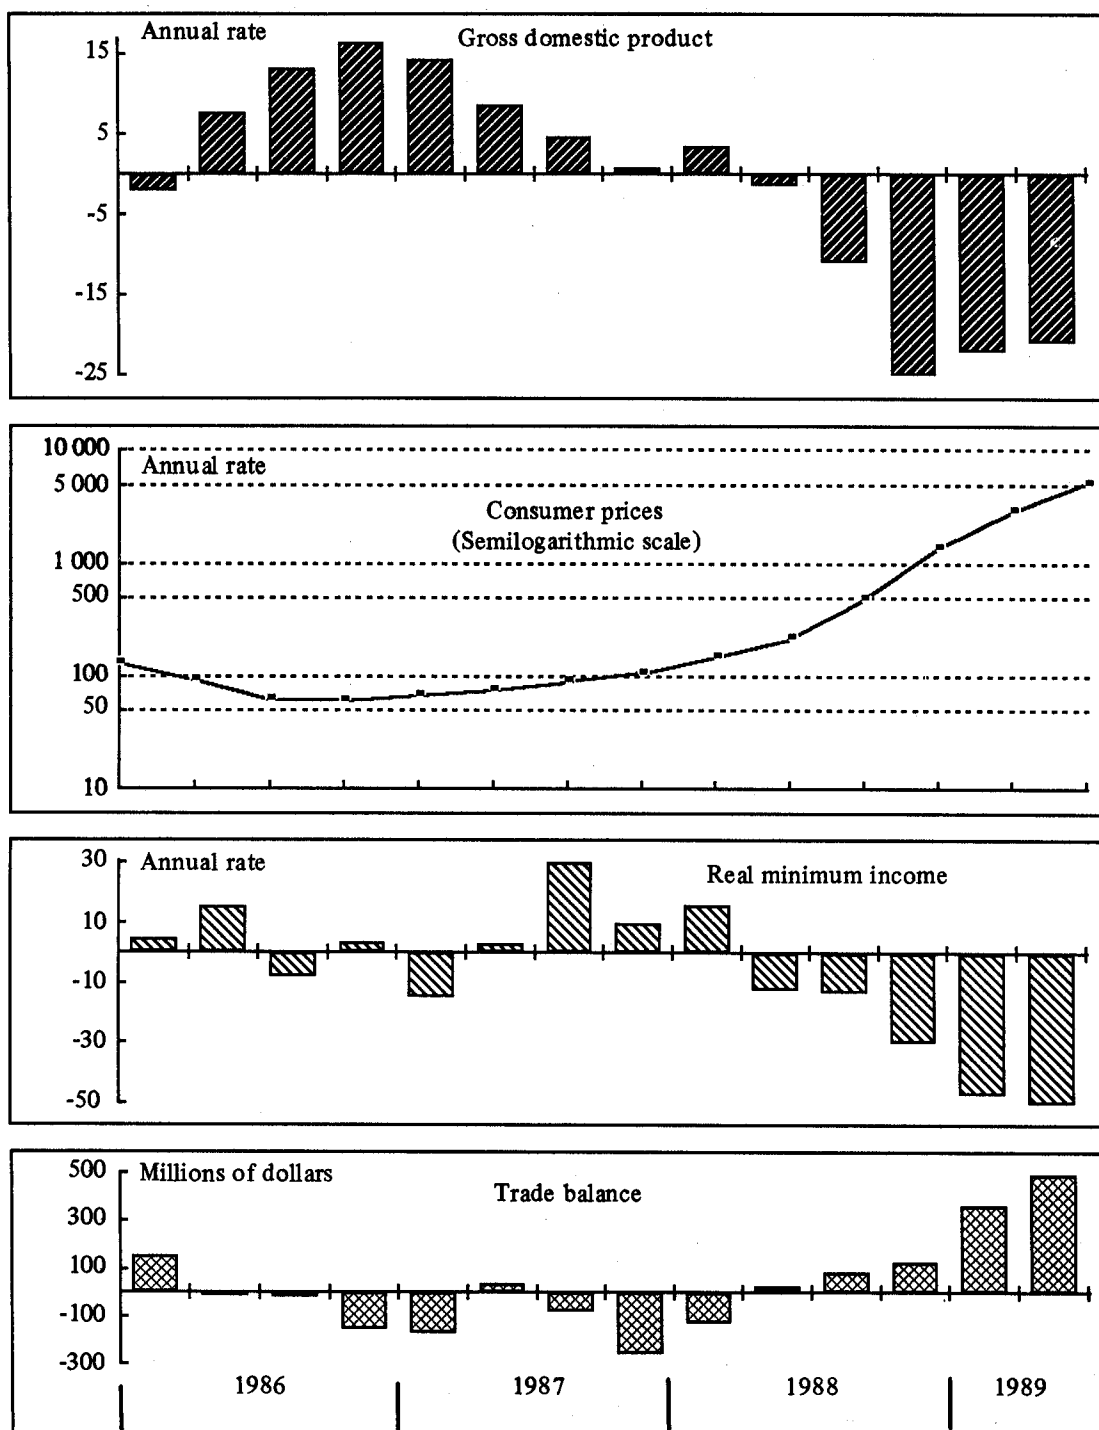 Annual rate
Gross domestic product
15
5
-5
-15
-25
10 000
Annual rate
5 000
Consumer prices
(Semilogarithmic scale)
1 000
500
100
50
10
30
Annual rate
Real minimum income
10
-10
-30
-50
500
Millions of dollars
Trade balance
300
100
-100
-300
1986
1987
1988
1989